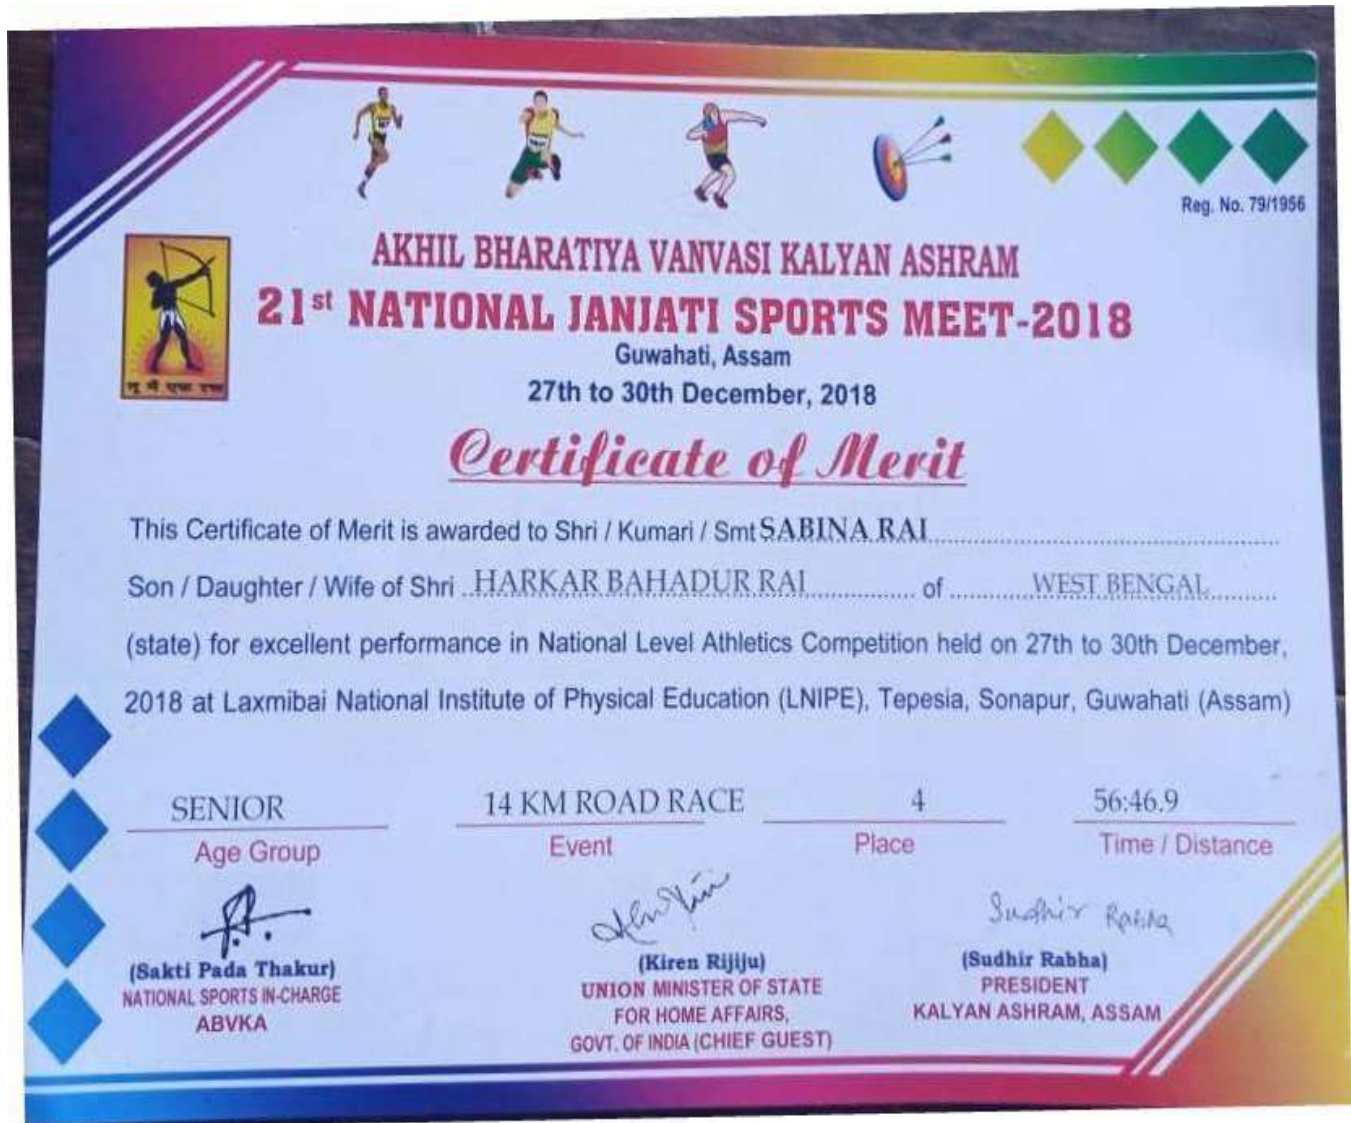 Reg. No. 79/1956
AKHIL BHARATIYA VANVASI KALYAN ASHRAM
21st NATIONAL JANJATI SPORTS MEET-2018
Guwahati, Assam
27th to 30th December, 2018
तू मैं एक रक्त
Certificate of Merit
This Certificate of Merit is awarded to Shri / Kumari / Smt SABINA RAI
Son / Daughter / Wife of Shri HARKAR BAHADUR RAI of WEST BENGAL
(state) for excellent performance in National Level Athletics Competition held on 27th to 30th December,
2018 at Laxmibai National Institute of Physical Education (LNIPE), Tepesia, Sonapur, Guwahati (Assam)
SENIOR 14 KM ROAD RACE 4 56:46.9
Age Group Event Place Time / Distance
Sudhir Rabha
(Sakti Pada Thakur) (Kiren Rijiju) (Sudhir Rabha)
NATIONAL SPORTS IN-CHARGE UNION MINISTER OF STATE PRESIDENT
ABVKA FOR HOME AFFAIRS, KALYAN ASHRAM, ASSAM
GOVT. OF INDIA (CHIEF GUEST)